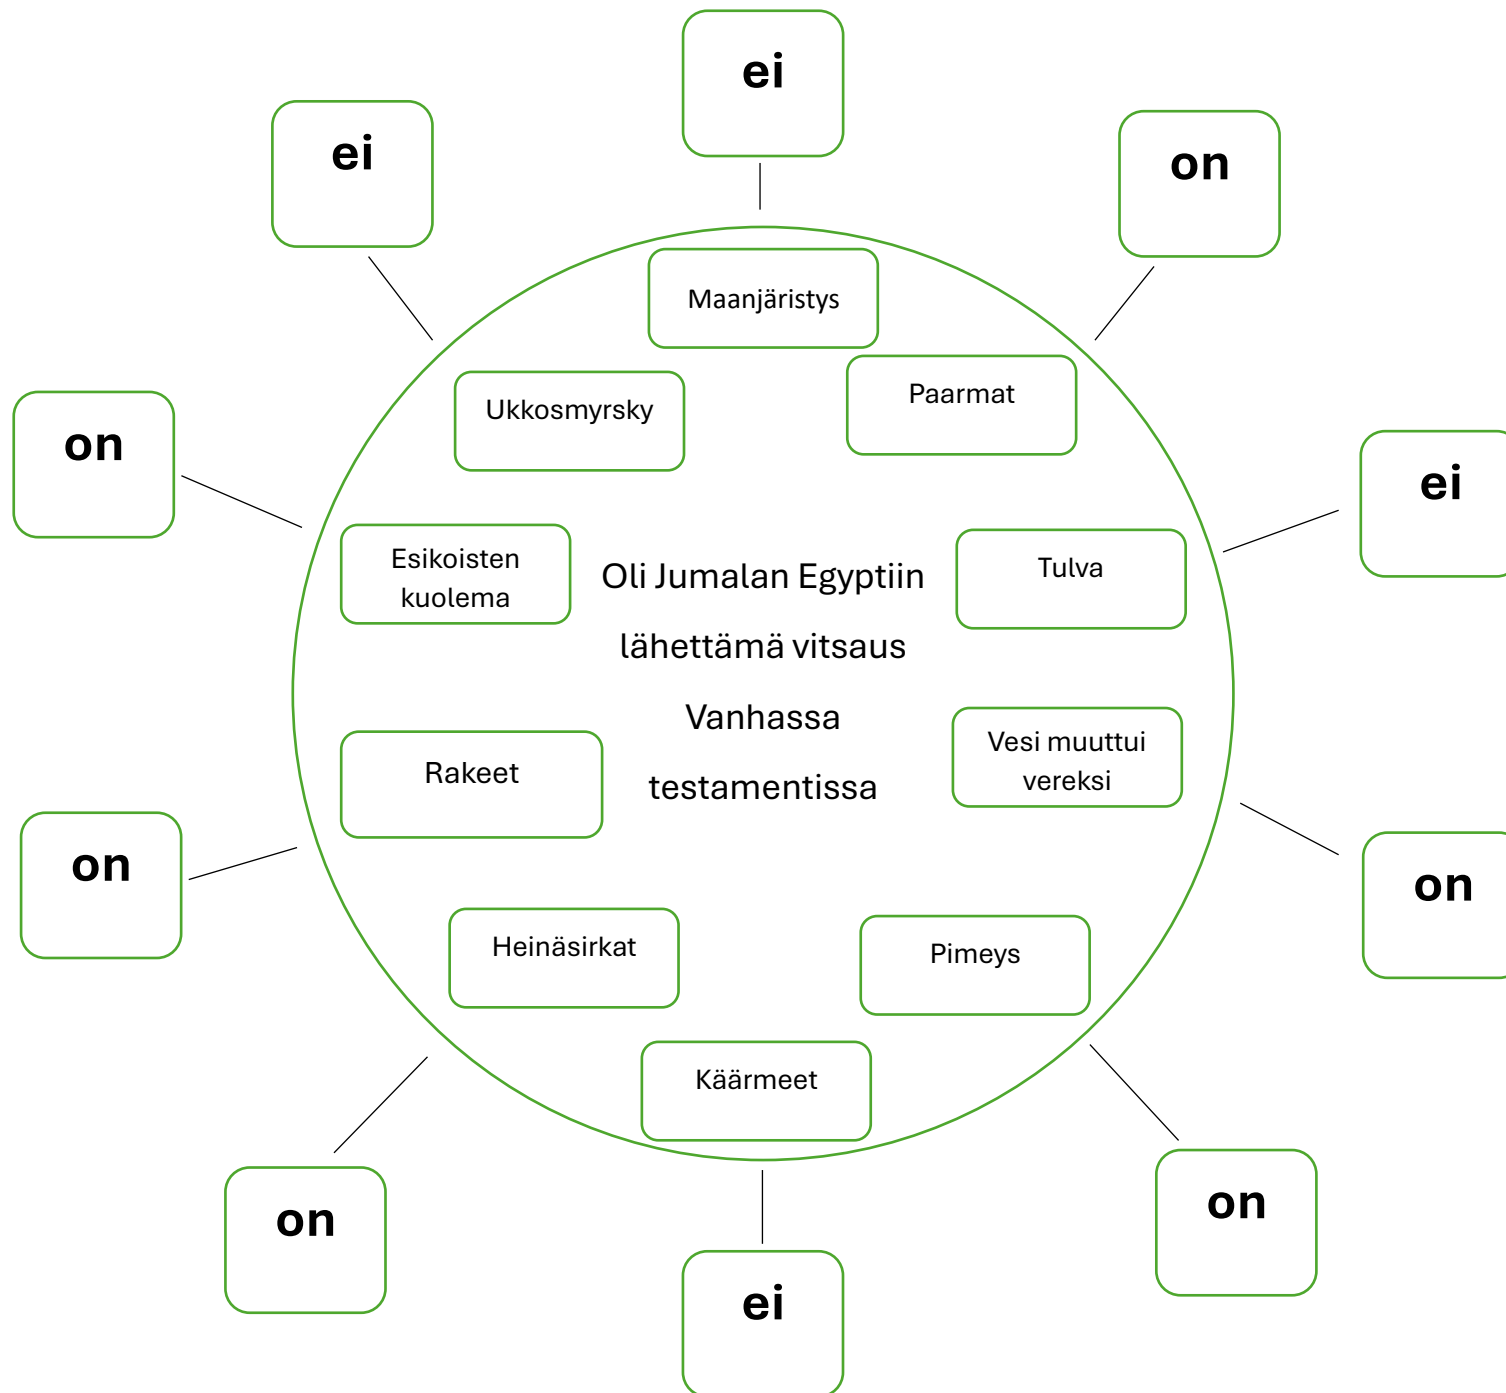 ei
ei
on
Maanjäristys
Ukkosmyrsky
Paarmat
on
ei
Esikoisten
kuolema
Oli Jumalan Egyptiin
lähettämä vitsaus
Vanhassa
testamentissa
Tulva
Rakeet
Vesi muuttui
vereksi
on
on
Heinäsirkat
Pimeys
Käärmeet
on
on
ei